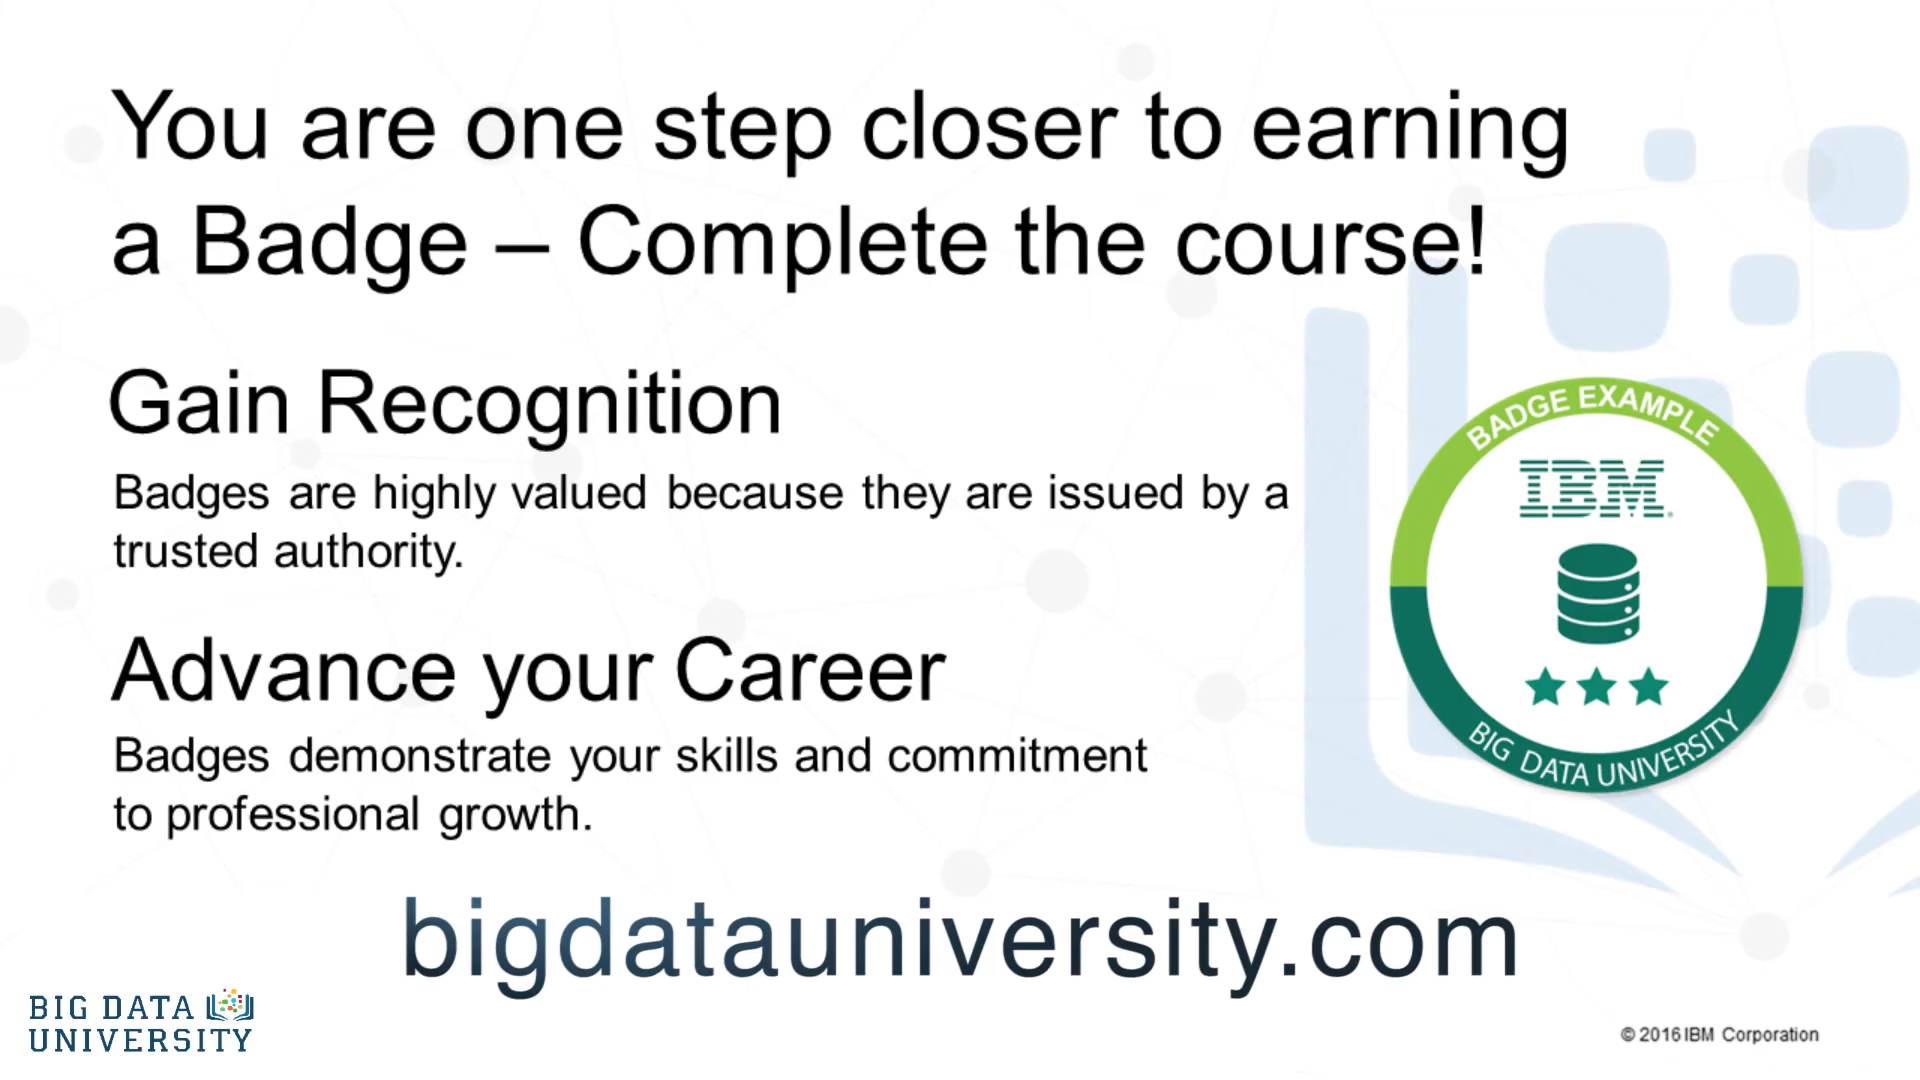 You are one step closer to earning
a Badge – Complete the course!
Gain Recognition
Badges are highly valued because they are issued by a
trusted authority.
BADGE EXAMPLE
IBM
BIG DATA UNIVERSITY
Advance your Career
Badges demonstrate your skills and commitment
to professional growth.
bigdatauniversity.com
BIG DATA
UNIVERSITY
© 2016 IBM Corporation